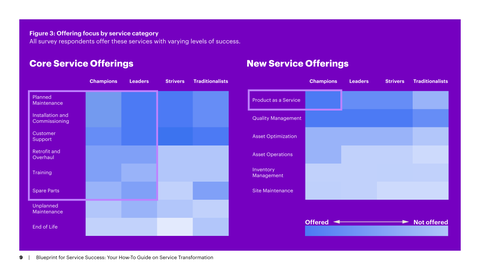 Figure 3: Offering focus by service category
All survey respondents offer these services with varying levels of success.
Core Service Offerings
Champions Leaders Strivers Traditionalists
Planned
Maintenance
Installation and
Commissioning
Customer
Support
Retrofit and
Overhaul
Training
Spare Parts
Unplanned
Maintenance
End of Life
New Service Offerings
Champions Leaders Strivers Traditionalists
Product as a Service
Quality Management
Asset Optimization
Asset Operations
Inventory
Management
Site Maintenance
Offered Not offered
9 | Blueprint for Service Success: Your How-To Guide on Service Transformation